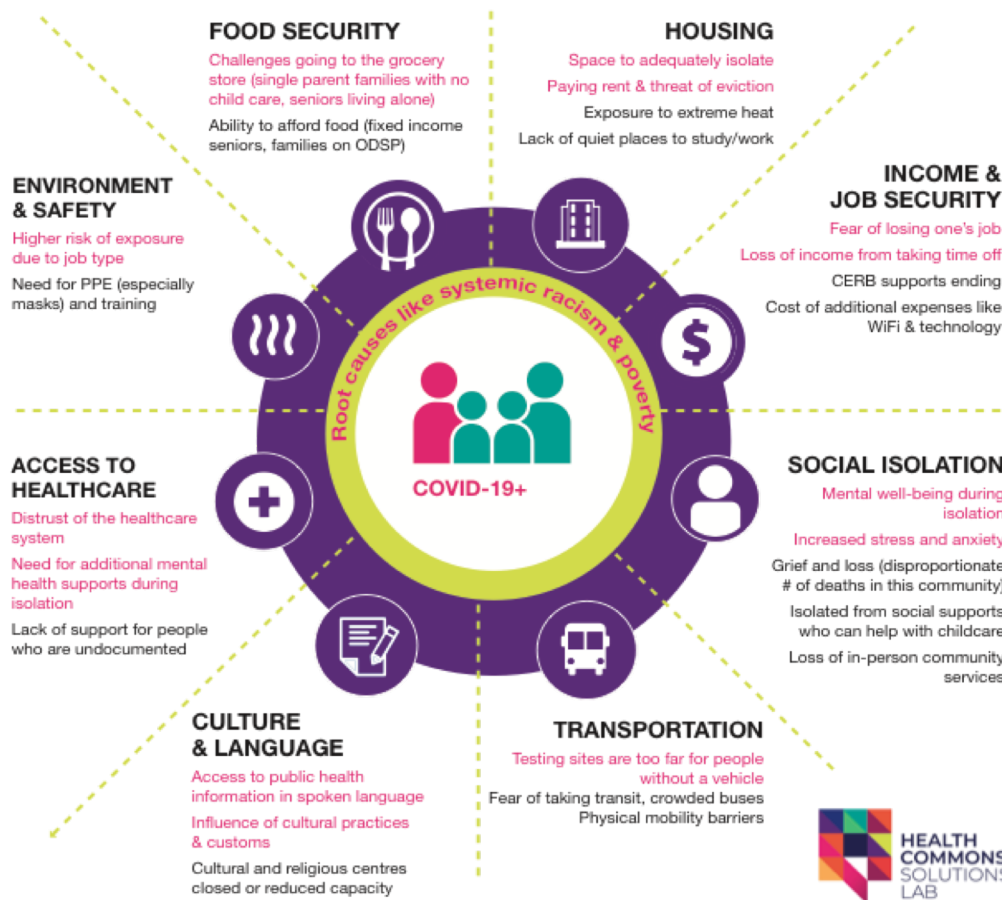 FOOD SECURITY
Challenges going to the grocery
store (single parent families with no
child care, seniors living alone)
Ability to afford food (fixed income
seniors, families on ODSP)
HOUSING
Space to adequately isolate
Paying rent & threat of eviction
Exposure to extreme heat
Lack of quiet places to study/work
ENVIRONMENT
& SAFETY
Higher risk of exposure
due to job type
Need for PPE (especially
masks) and training
INCOME &
JOB SECURITY
Fear of losing one's job
Loss of income from taking time off
CERB supports ending
Cost of additional expenses like
WiFi & technology
Root causes like systemic racism & poverty
$
COVID-19+
ACCESS TO
HEALTHCARE
Distrust of the healthcare
system
Need for additional mental
health supports during
isolation
Lack of support for people
who are undocumented
SOCIAL ISOLATION
Mental well-being during
isolation
Increased stress and anxiety
Grief and loss (disproportionate
# of deaths in this community)
Isolated from social supports
who can help with childcare
Loss of in-person community
services
CULTURE
& LANGUAGE
Access to public health
information in spoken language
Influence of cultural practices
& customs
Cultural and religious centres
closed or reduced capacity
TRANSPORTATION
Testing sites are too far for people
without a vehicle
Fear of taking transit, crowded buses
Physical mobility barriers
HEALTH
COMMONS
SOLUTIONS
LAB